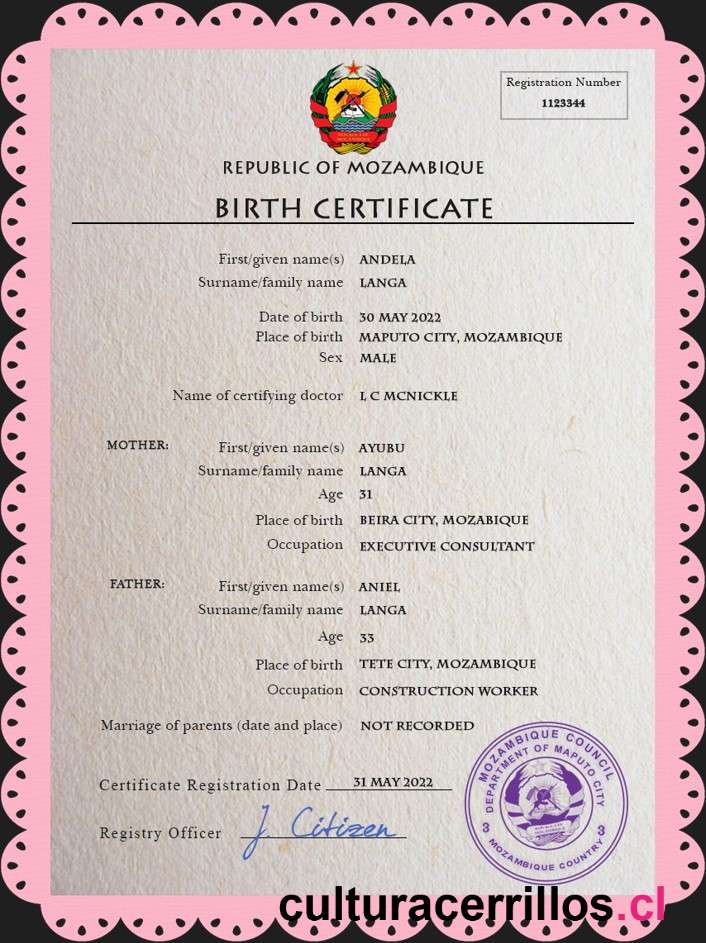 Registration Number
1123344
REPUBLIC OF MOZAMBIQUE
BIRTH CERTIFICATE
First/given name(s) ANDELA
Surname/family name LANGA
Date of birth 30 MAY 2022
Place of birth MAPUTO CITY, MOZAMBIQUE
Sex MALE
Name of certifying doctor L C MCNICKLE
MOTHER: First/given name(s) AYUBU
Surname/family name LANGA
Age 31
Place of birth BEIRA CITY, MOZABIQUE
Occupation EXECUTIVE CONSULTANT
FATHER: First/given name(s) ANIEL
Surname/family name LANGA
Age 33
Place of birth TETE CITY, MOZAMBIQUE
Occupation CONSTRUCTION WORKER
Marriage of parents (date and place) NOT RECORDED
MOZAMBIQUE COUNCIL
DEPARTMENT OF MAPUTO CITY
3 3
MOZAMBIQUE COUNTRY
Certificate Registration Date 31 MAY 2022
Registry Officer J. Citizen
culturacerrillos.cl